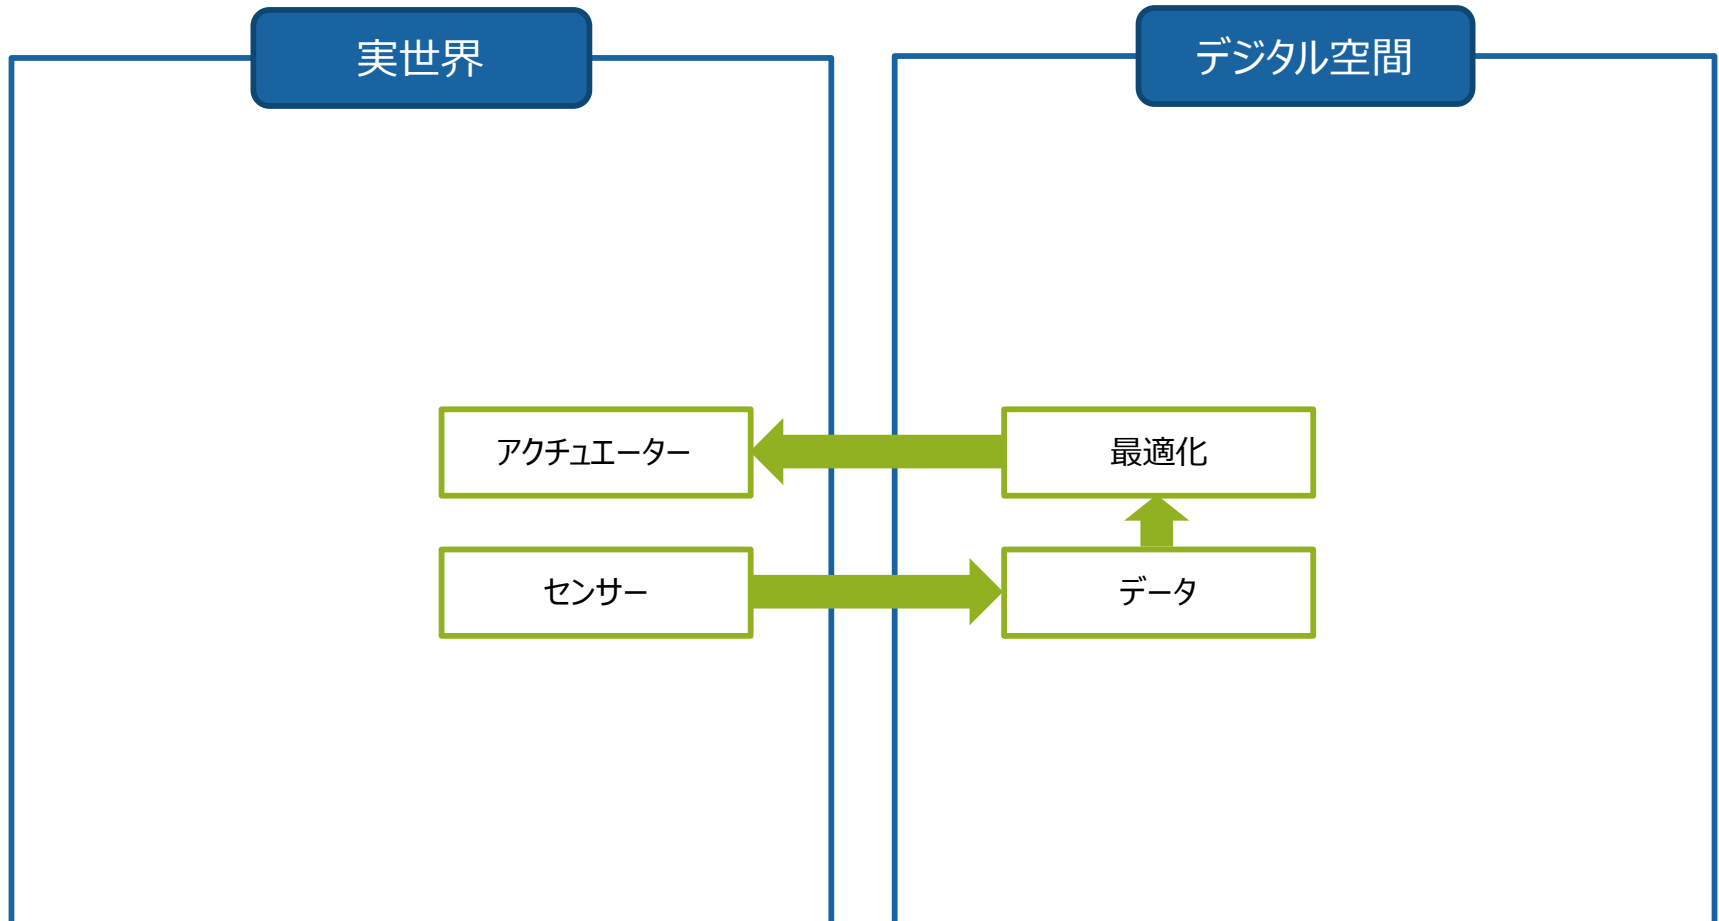 実世界
デジタル空間
アクチュエーター
最適化
センサー
データ